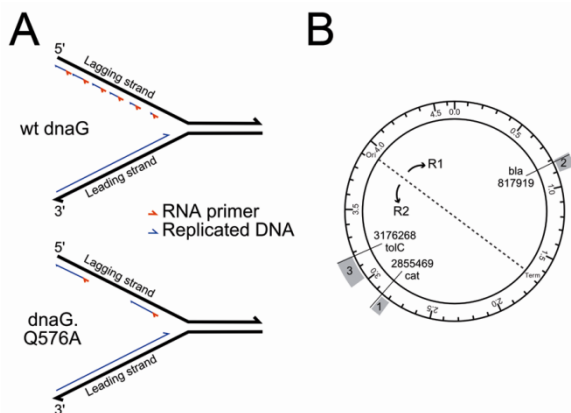 A
5'
Lagging strand
wt dnaG
Leading strand
3'
RNA primer
Replicated DNA
5'
Lagging strand
dnaG.
Q576A
Leading strand
3'
B
0.0
0.5
1.0
1.5
2.0
2.5
3.0
3.5
4.0
4.5
Ori
Term
R1
R2
bla
817919
2
3176268
tolC
2855469
cat
3
1